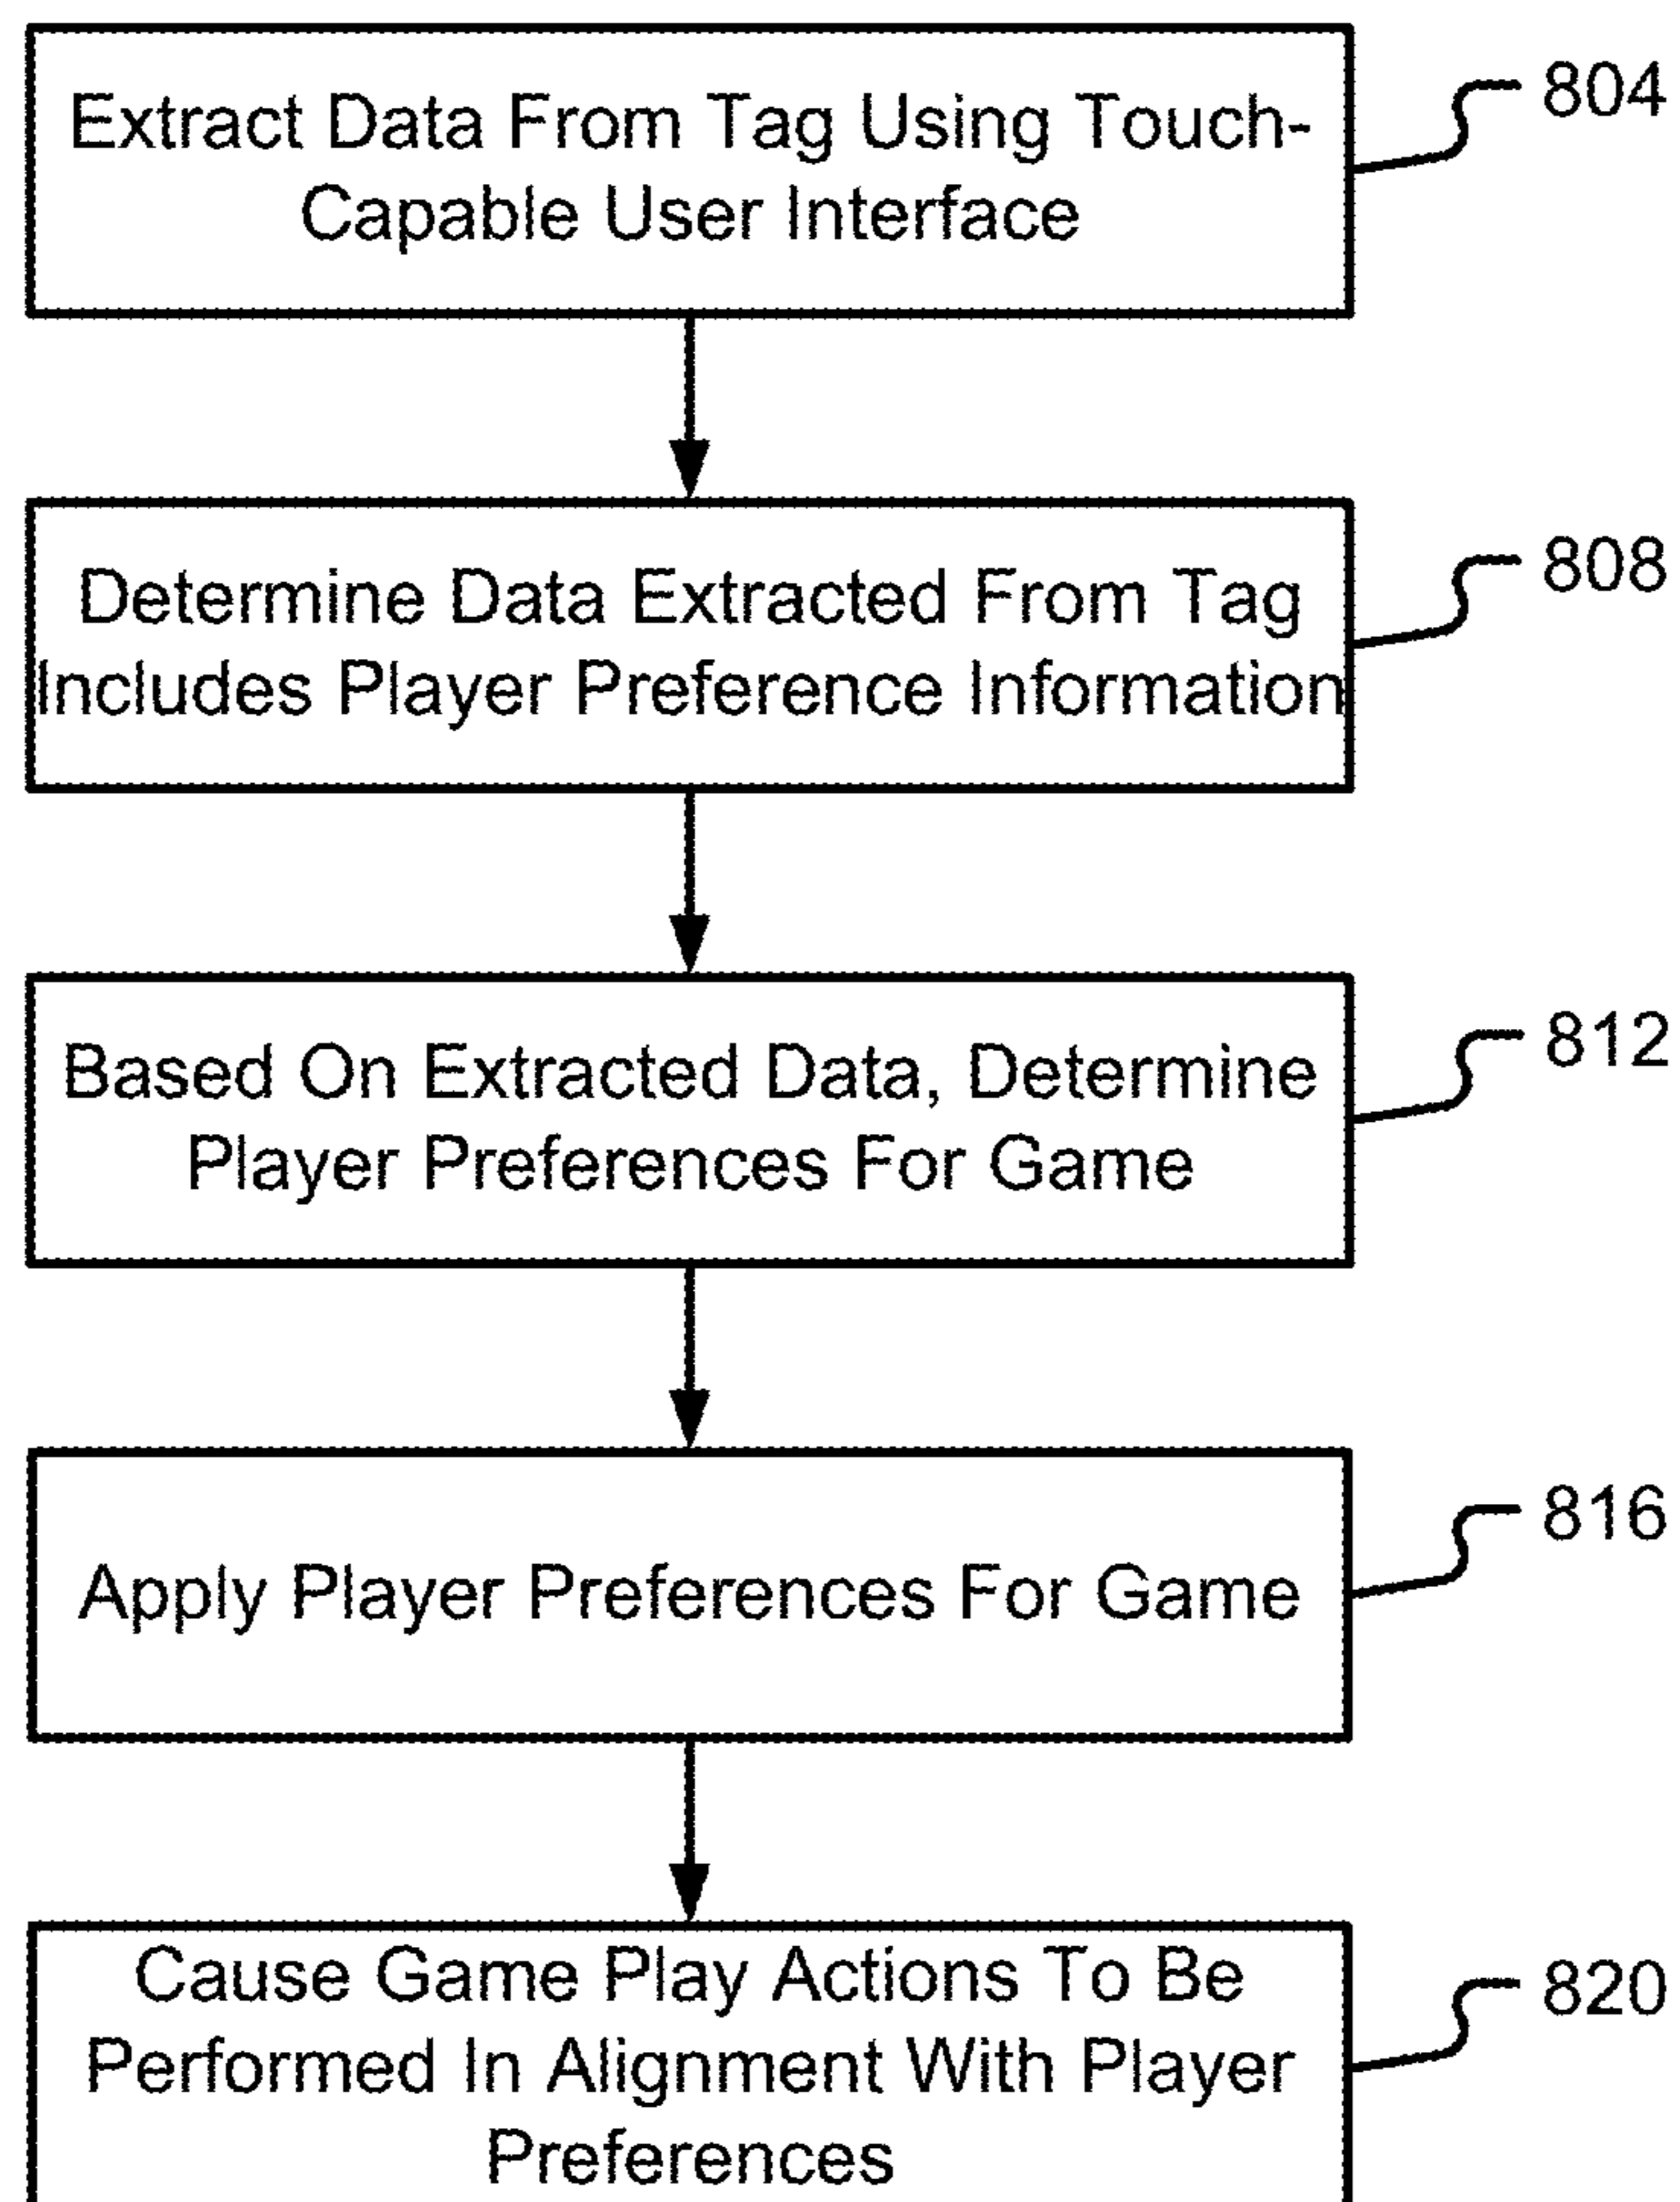 Extract Data From Tag Using Touch-
Capable User Interface
804
Determine Data Extracted From Tag
Includes Player Preference Information
808
Based On Extracted Data, Determine
Player Preferences For Game
812
Apply Player Preferences For Game
816
Cause Game Play Actions To Be
Performed In Alignment With Player
Preferences
820